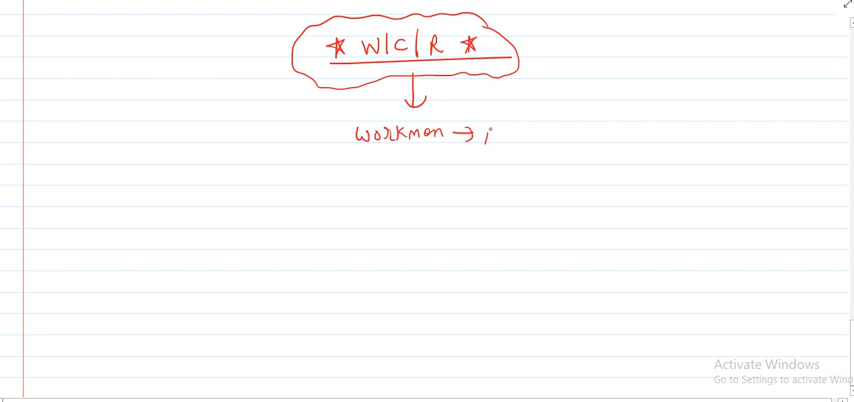 ★ W|C|R ★
Workmen → i
Activate Windows
Go to Settings to activate Wind